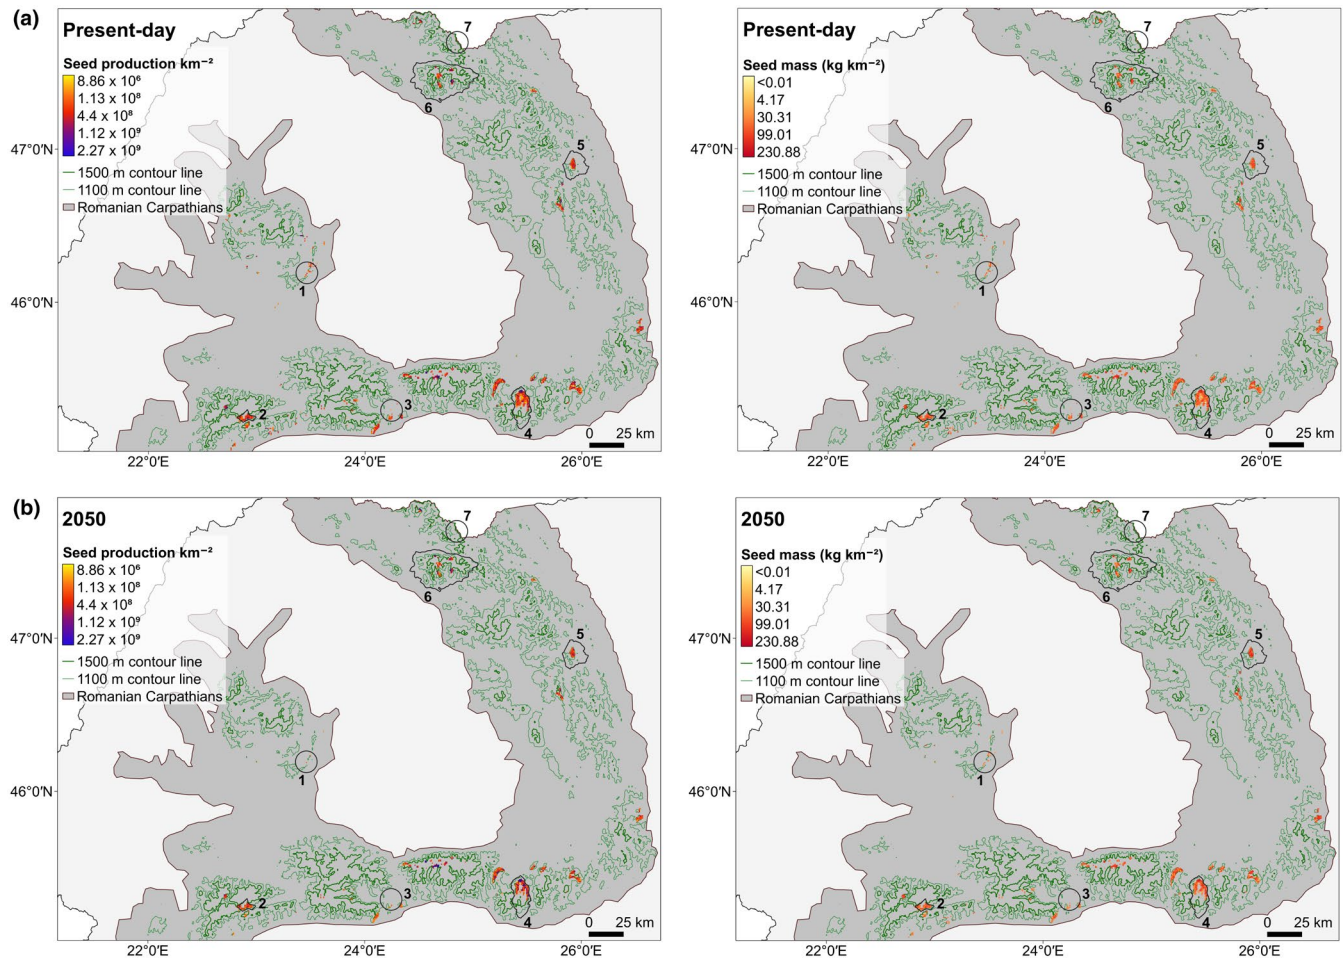 (a)
Present-day
Seed production km⁻²
8.86 x 10⁶
1.13 x 10⁸
4.4 x 10⁸
1.12 x 10⁹
2.27 x 10⁹
1500 m contour line
1100 m contour line
Romanian Carpathians
47°0′N
46°0′N
22°0′E
24°0′E
26°0′E
7
6
5
1
2
3
4
0 25 km
Present-day
Seed mass (kg km⁻²)
<0.01
4.17
30.31
99.01
230.88
1500 m contour line
1100 m contour line
Romanian Carpathians
47°0′N
46°0′N
22°0′E
24°0′E
26°0′E
7
6
5
1
2
3
4
0 25 km
(b)
2050
Seed production km⁻²
8.86 x 10⁶
1.13 x 10⁸
4.4 x 10⁸
1.12 x 10⁹
2.27 x 10⁹
1500 m contour line
1100 m contour line
Romanian Carpathians
47°0′N
46°0′N
22°0′E
24°0′E
26°0′E
7
6
5
1
2
3
4
0 25 km
2050
Seed mass (kg km⁻²)
<0.01
4.17
30.31
99.01
230.88
1500 m contour line
1100 m contour line
Romanian Carpathians
47°0′N
46°0′N
22°0′E
24°0′E
26°0′E
7
6
5
1
2
3
4
0 25 km